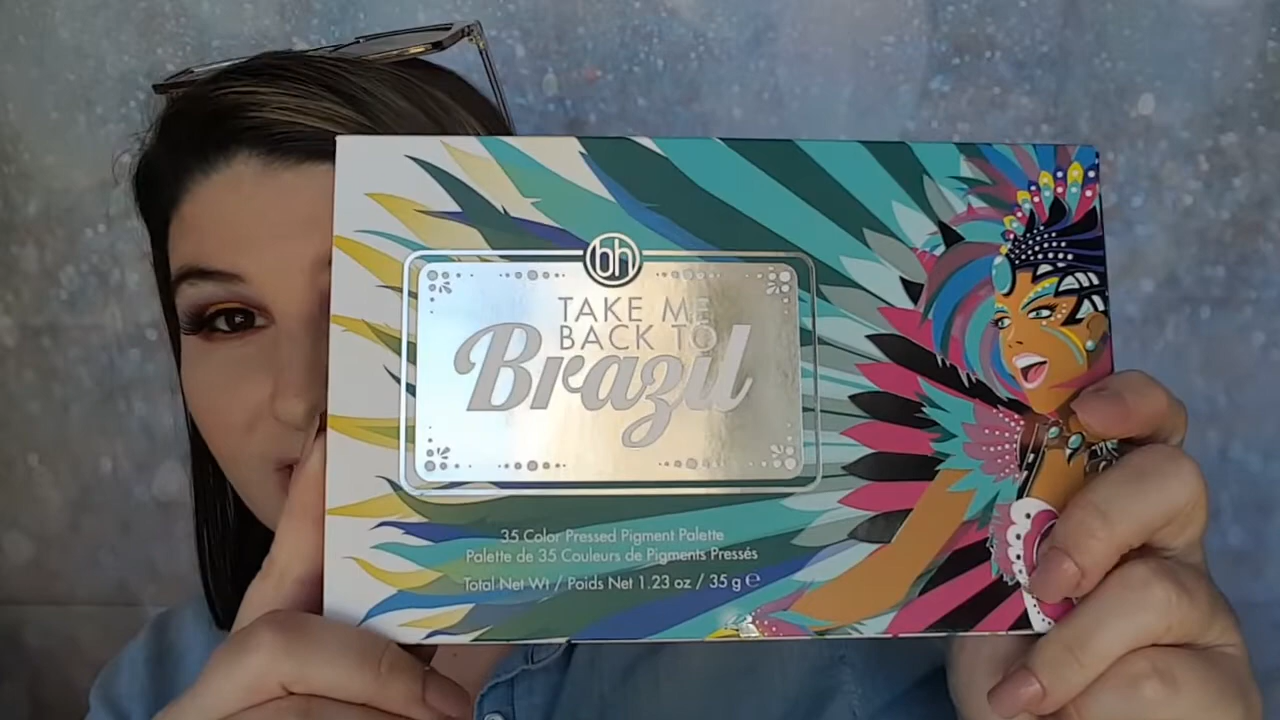 bh
TAKE ME
BACK TO
Brazil
35 Color Pressed Pigment Palette
Palette de 35 Couleurs de Pigments Pressés
Total Net Wt / Poids Net 1.23 oz / 35 g ℮